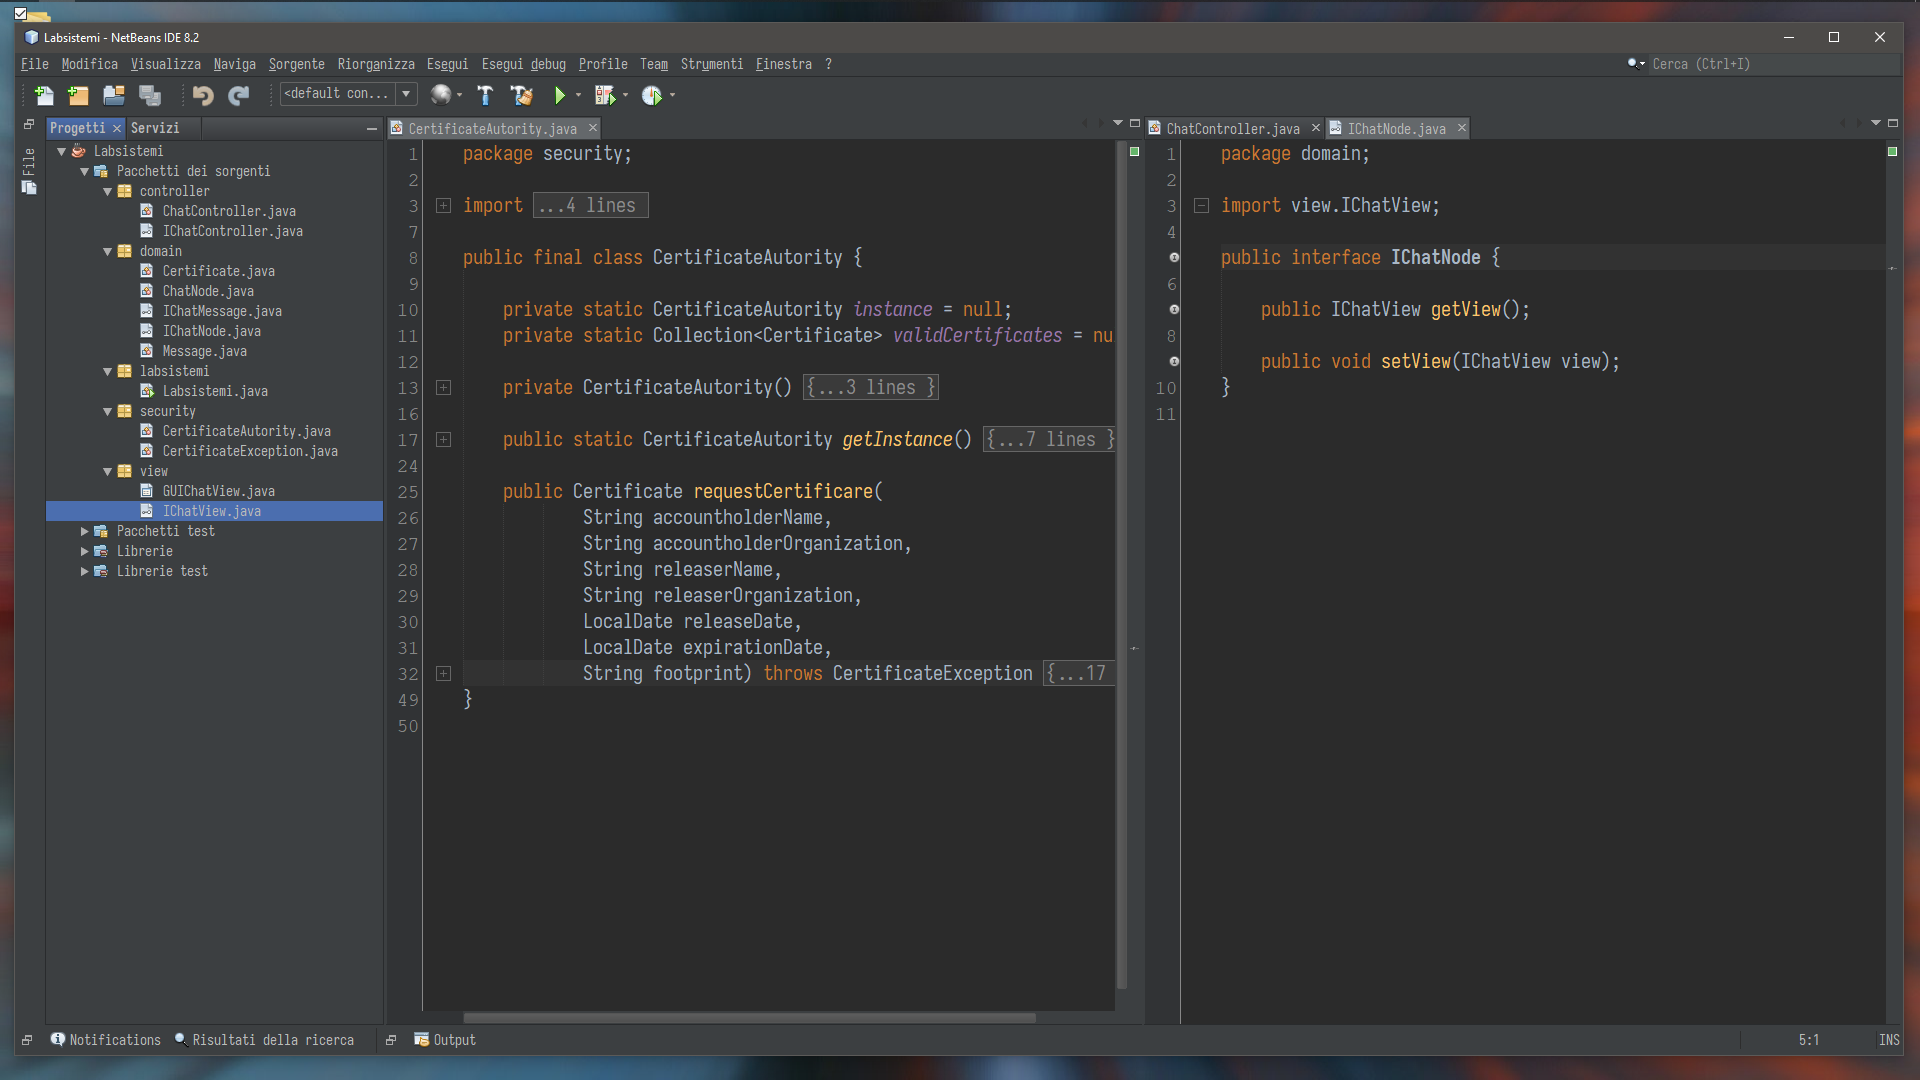 Labsistemi - NetBeans IDE 8.2
File Modifica Visualizza Naviga Sorgente Riorganizza Esegui Esegui debug Profile Team Strumenti Finestra ?
Cerca (Ctrl+I)
<default con...
File
Progetti Servizi
Labsistemi
Pacchetti dei sorgenti
controller
ChatController.java
IChatController.java
domain
Certificate.java
ChatNode.java
IChatMessage.java
IChatNode.java
Message.java
labsistemi
Labsistemi.java
security
CertificateAutority.java
CertificateException.java
view
GUIChatView.java
IChatView.java
Pacchetti test
Librerie
Librerie test
CertificateAutority.java
1 package security;
2
3 import ...4 lines
7
8 public final class CertificateAutority {
9
10 private static CertificateAutority instance = null;
11 private static Collection<Certificate> validCertificates = nu
12
13 private CertificateAutority() {...3 lines }
16
17 public static CertificateAutority getInstance() {...7 lines }
24
25 public Certificate requestCertificare(
26 String accountholderName,
27 String accountholderOrganization,
28 String releaserName,
29 String releaserOrganization,
30 LocalDate releaseDate,
31 LocalDate expirationDate,
32 String footprint) throws CertificateException {...17
49 }
50
ChatController.java IChatNode.java
1 package domain;
2
3 import view.IChatView;
4
public interface IChatNode {
6
public IChatView getView();
8
public void setView(IChatView view);
10 }
11
Notifications Risultati della ricerca Output
5:1 INS